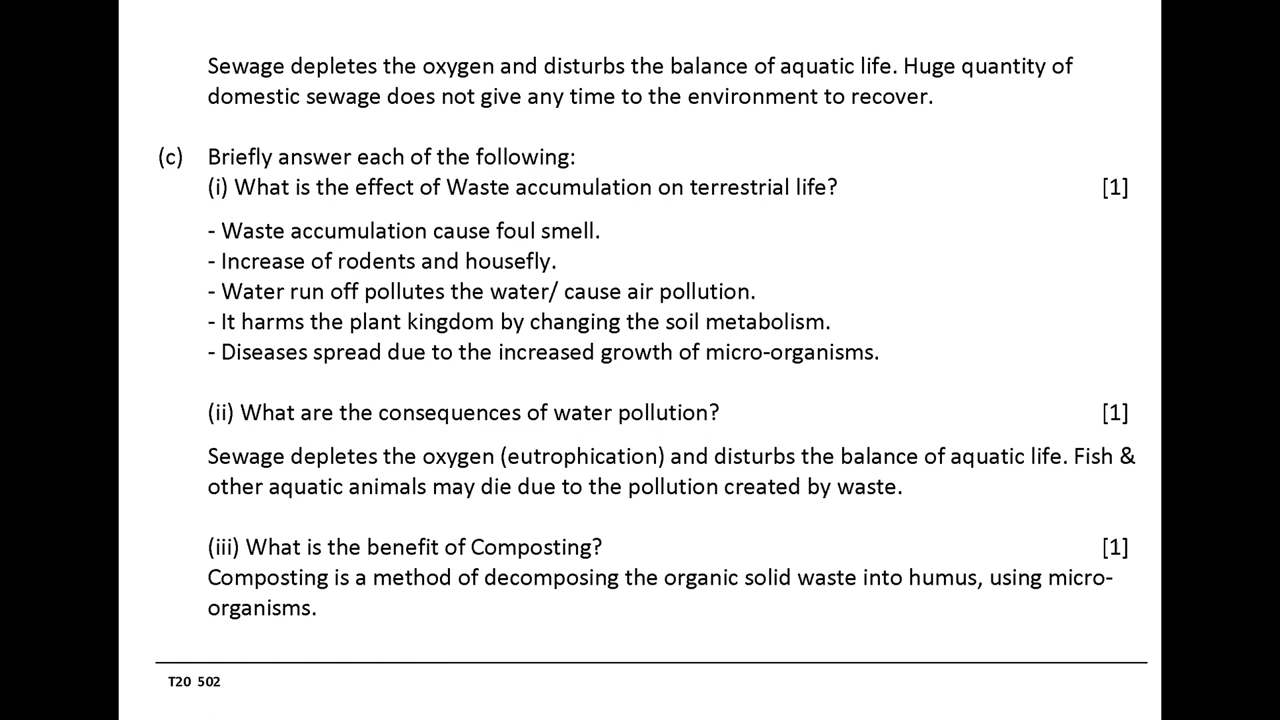 Sewage depletes the oxygen and disturbs the balance of aquatic life. Huge quantity of
domestic sewage does not give any time to the environment to recover.
(c) Briefly answer each of the following:
(i) What is the effect of Waste accumulation on terrestrial life? [1]
- Waste accumulation cause foul smell.
- Increase of rodents and housefly.
- Water run off pollutes the water/ cause air pollution.
- It harms the plant kingdom by changing the soil metabolism.
- Diseases spread due to the increased growth of micro-organisms.
(ii) What are the consequences of water pollution? [1]
Sewage depletes the oxygen (eutrophication) and disturbs the balance of aquatic life. Fish &
other aquatic animals may die due to the pollution created by waste.
(iii) What is the benefit of Composting? [1]
Composting is a method of decomposing the organic solid waste into humus, using micro-
organisms.
T20 502